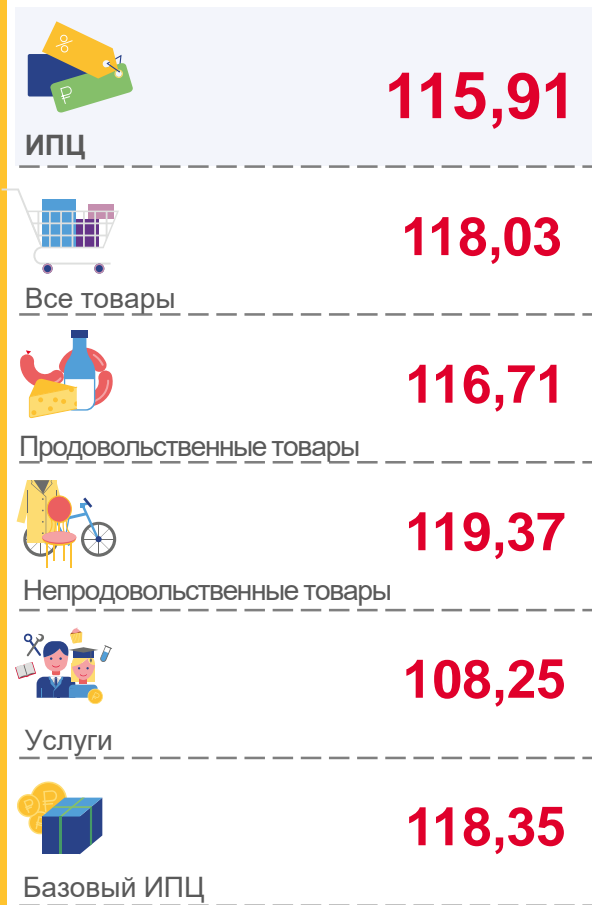 %
₽
115,91
ИПЦ
118,03
Все товары
116,71
Продовольственные товары
119,37
Непродовольственные товары
108,25
Услуги
₽
₽
118,35
Базовый ИПЦ